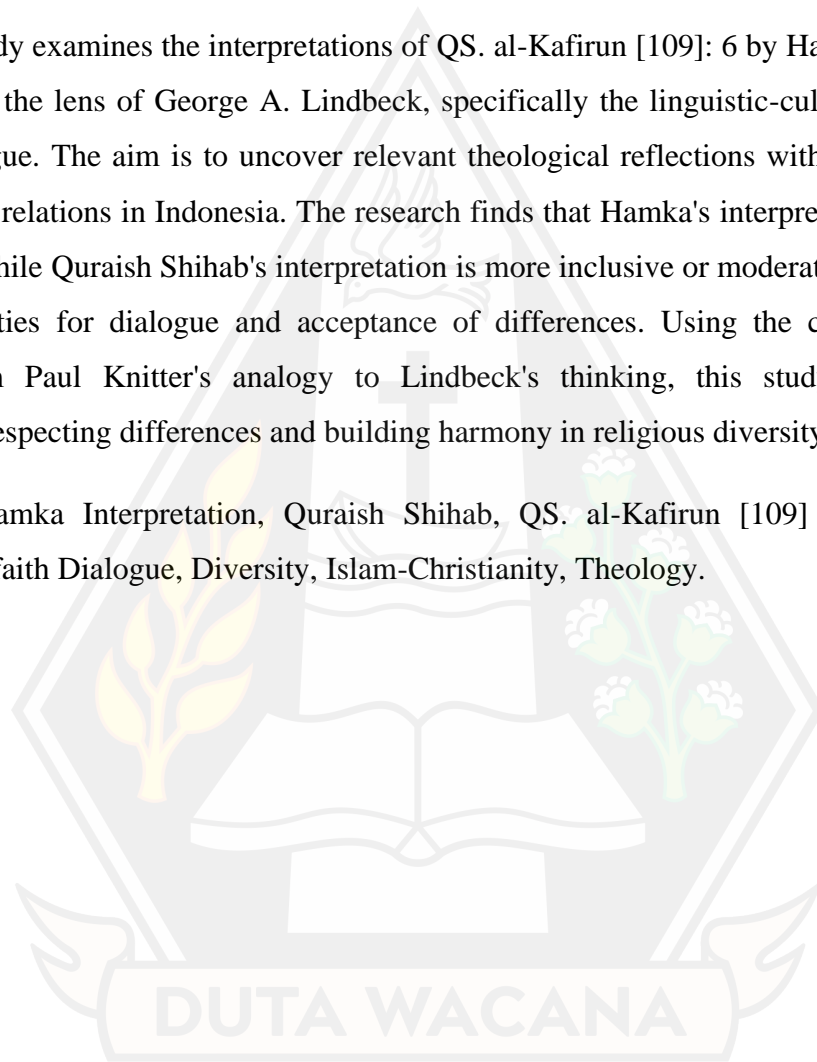 dy examines the interpretations of QS. al-Kafirun [109]: 6 by Ha
the lens of George A. Lindbeck, specifically the linguistic-cul
gue. The aim is to uncover relevant theological reflections with
relations in Indonesia. The research finds that Hamka's interpre
hile Quraish Shihab's interpretation is more inclusive or moderat
ties for dialogue and acceptance of differences. Using the c
n Paul Knitter's analogy to Lindbeck's thinking, this stud
especting differences and building harmony in religious diversity
amka Interpretation, Quraish Shihab, QS. al-Kafirun [109]
faith Dialogue, Diversity, Islam-Christianity, Theology.
DUTA WACANA